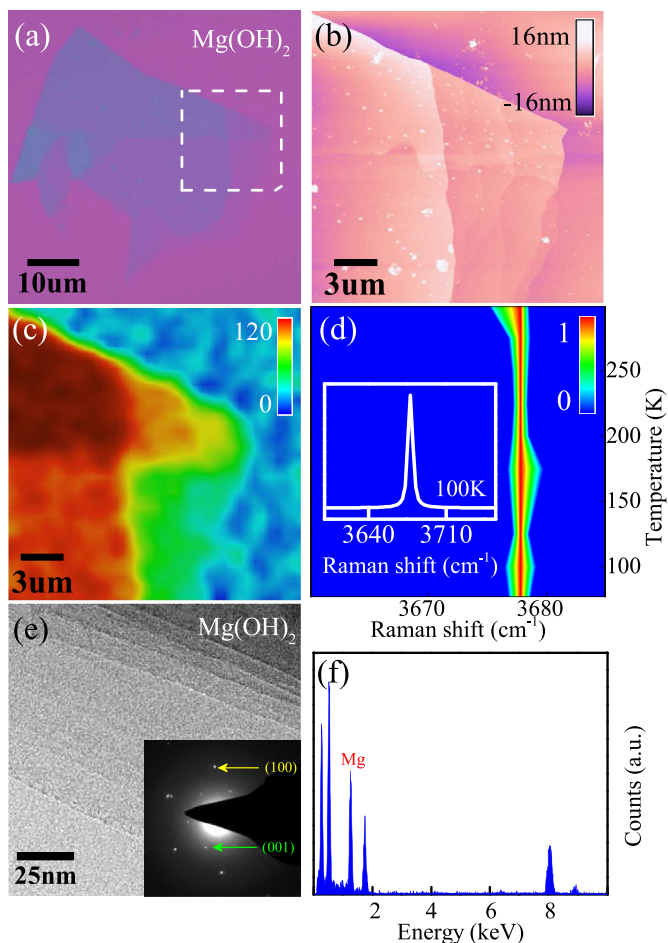 (a)
Mg(OH)2
10um
(b)
16nm
-16nm
3um
(c)
120
0
3um
(d)
1
0
100K
3640 3710
Raman shift (cm-1)
250
200
150
100
Temperature (K)
3670 3680
Raman shift (cm-1)
(e)
Mg(OH)2
(100)
(001)
25nm
(f)
Mg
Counts (a.u.)
2 4 6 8
Energy (keV)